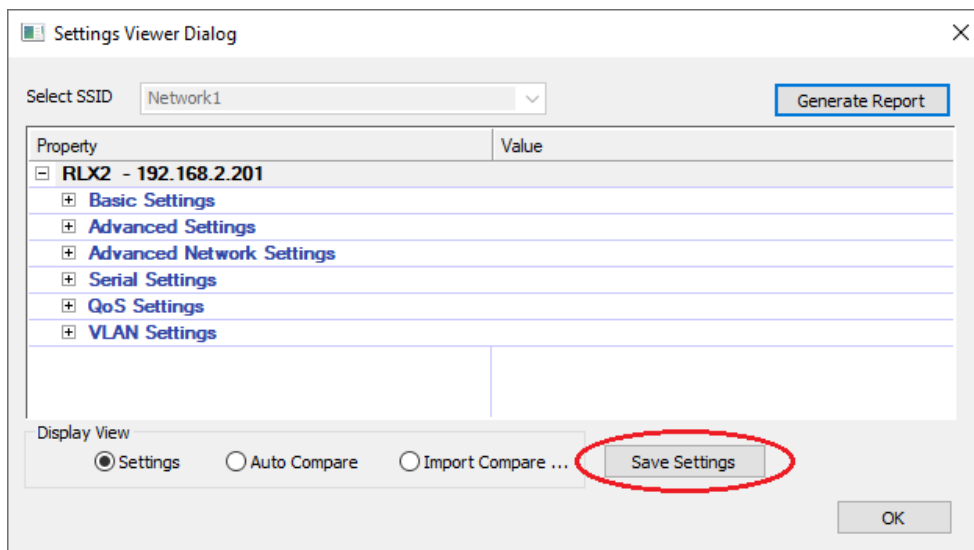 Settings Viewer Dialog
Select SSID Network1 Generate Report
Property Value
RLX2 - 192.168.2.201
Basic Settings
Advanced Settings
Advanced Network Settings
Serial Settings
QoS Settings
VLAN Settings
Display View
Settings Auto Compare Import Compare ... Save Settings
OK